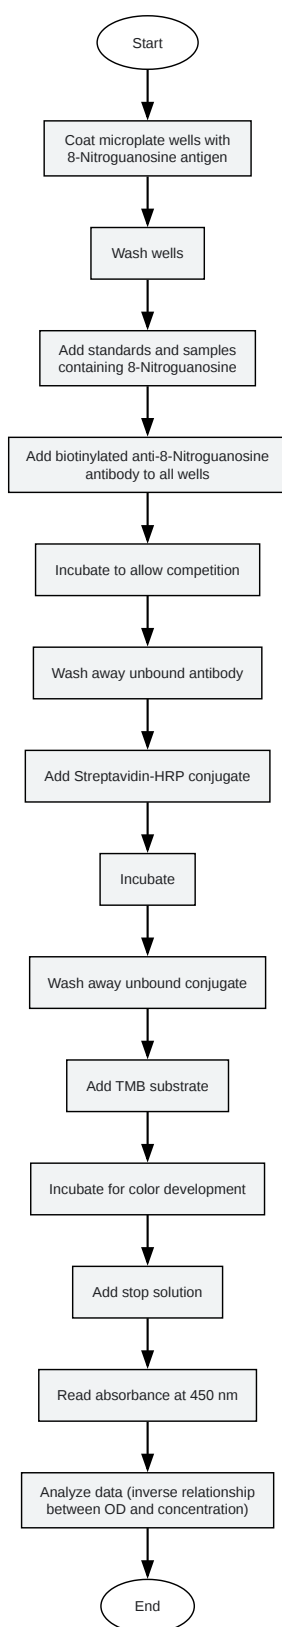 Start
Coat microplate wells with
8-Nitroguanosine antigen
Wash wells
Add standards and samples
containing 8-Nitroguanosine
Add biotinylated anti-8-Nitroguanosine
antibody to all wells
Incubate to allow competition
Wash away unbound antibody
Add Streptavidin-HRP conjugate
Incubate
Wash away unbound conjugate
Add TMB substrate
Incubate for color development
Add stop solution
Read absorbance at 450 nm
Analyze data (inverse relationship
between OD and concentration)
End